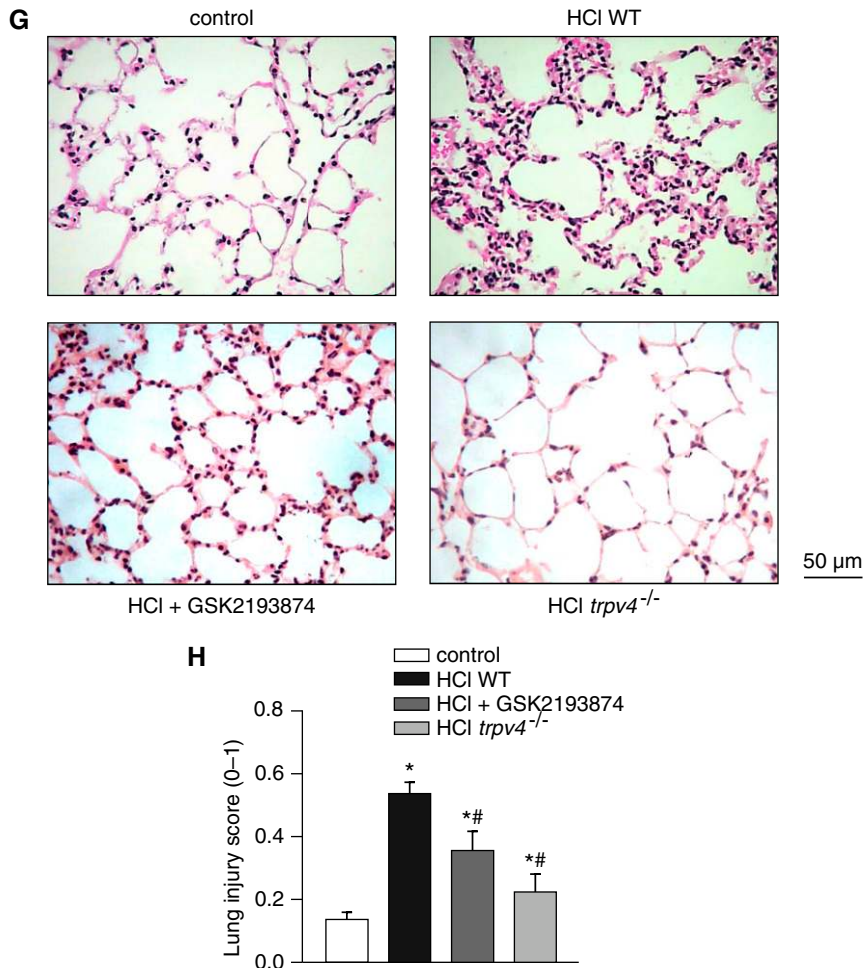 G
control
HCl WT
HCl + GSK2193874
HCl trpv4-/-
50 µm
H
control
HCl WT
HCl + GSK2193874
HCl trpv4-/-
Lung injury score (0–1)
0.8
0.6
0.4
0.2
0.0
*
*#
*#